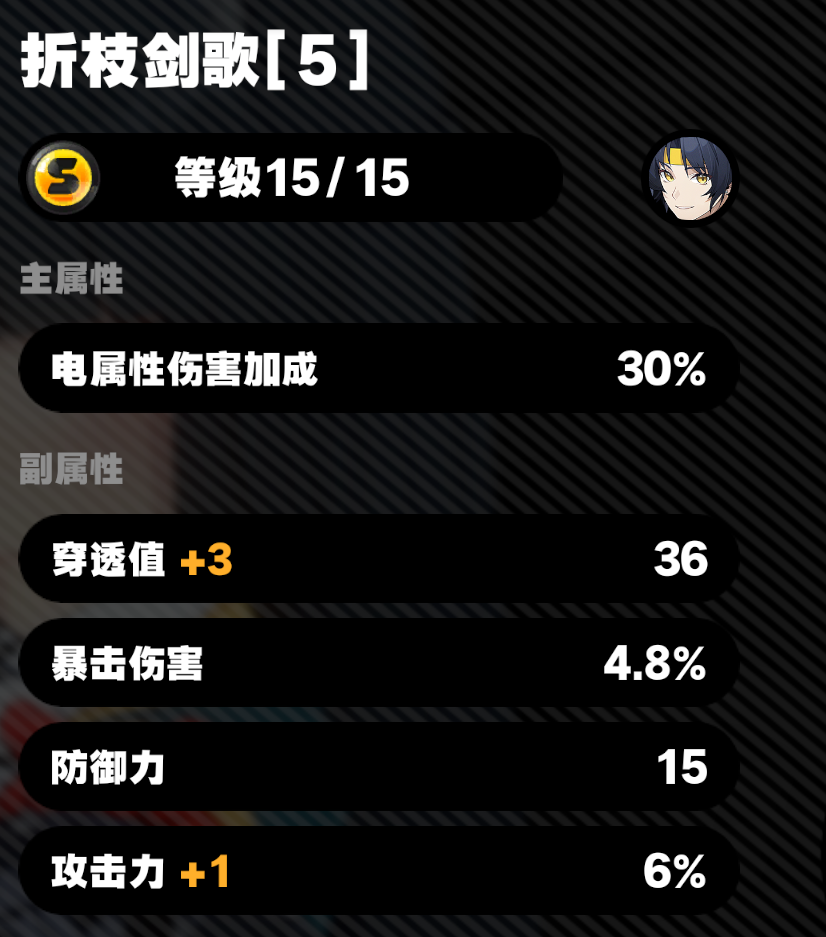 折枝剑歌[5]
S 等级15/15
主属性
电属性伤害加成 30%
副属性
穿透值 +3 36
暴击伤害 4.8%
防御力 15
攻击力 +1 6%